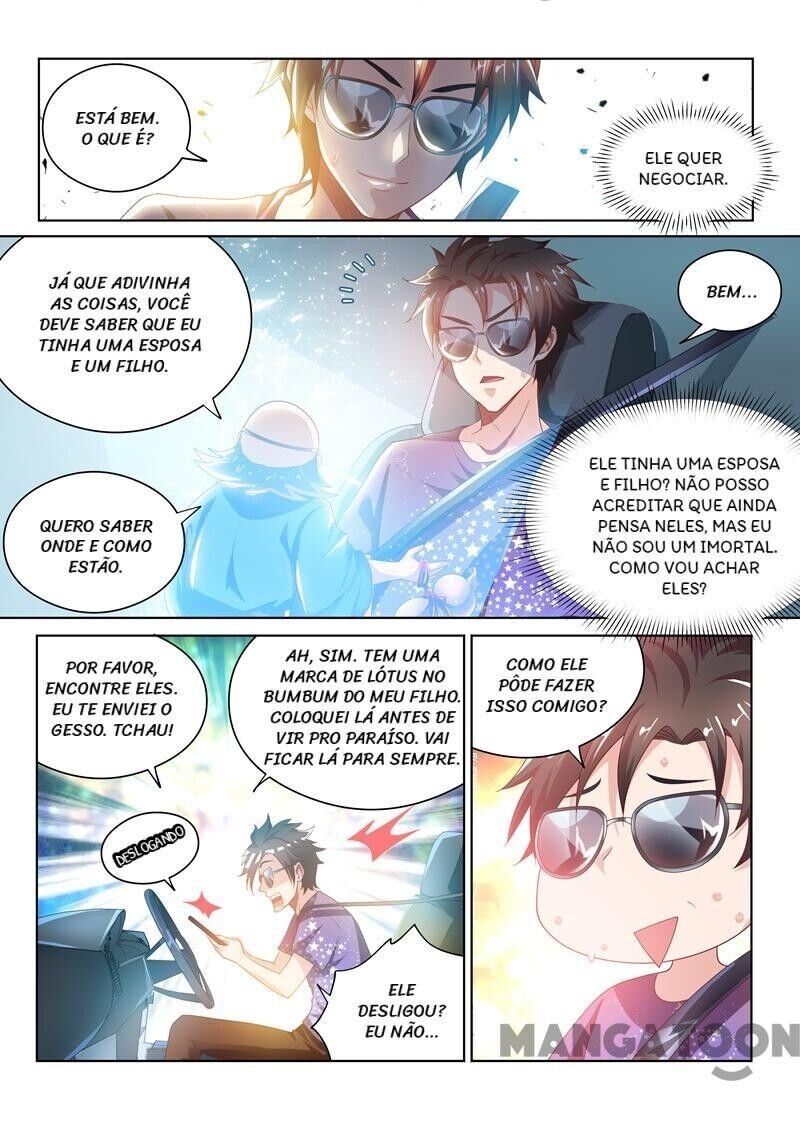 ESTÁ BEM.
O QUE É?
ELE QUER
NEGOCIAR.
JÁ QUE ADIVINHA
AS COISAS, VOCÊ
DEVE SABER QUE EU
TINHA UMA ESPOSA
E UM FILHO.
BEM...
QUERO SABER
ONDE E COMO
ESTÃO.
ELE TINHA UMA ESPOSA
E FILHO? NÃO POSSO
ACREDITAR QUE AINDA
PENSA NELES, MAS EU
NÃO SOU UM IMORTAL.
COMO VOU ACHAR
ELES?
POR FAVOR,
ENCONTRE ELES.
EU TE ENVIEI O
GESSO. TCHAU!
AH, SIM. TEM UMA
MARCA DE LÓTUS NO
BUMBUM DO MEU FILHO.
COLOQUEI LÁ ANTES DE
VIR PRO PARAÍSO. VAI
FICAR LÁ PARA SEMPRE.
DESLOGANDO
ELE
DESLIGOU?
EU NÃO...
COMO ELE
PÔDE FAZER
ISSO COMIGO?
MANGATOON